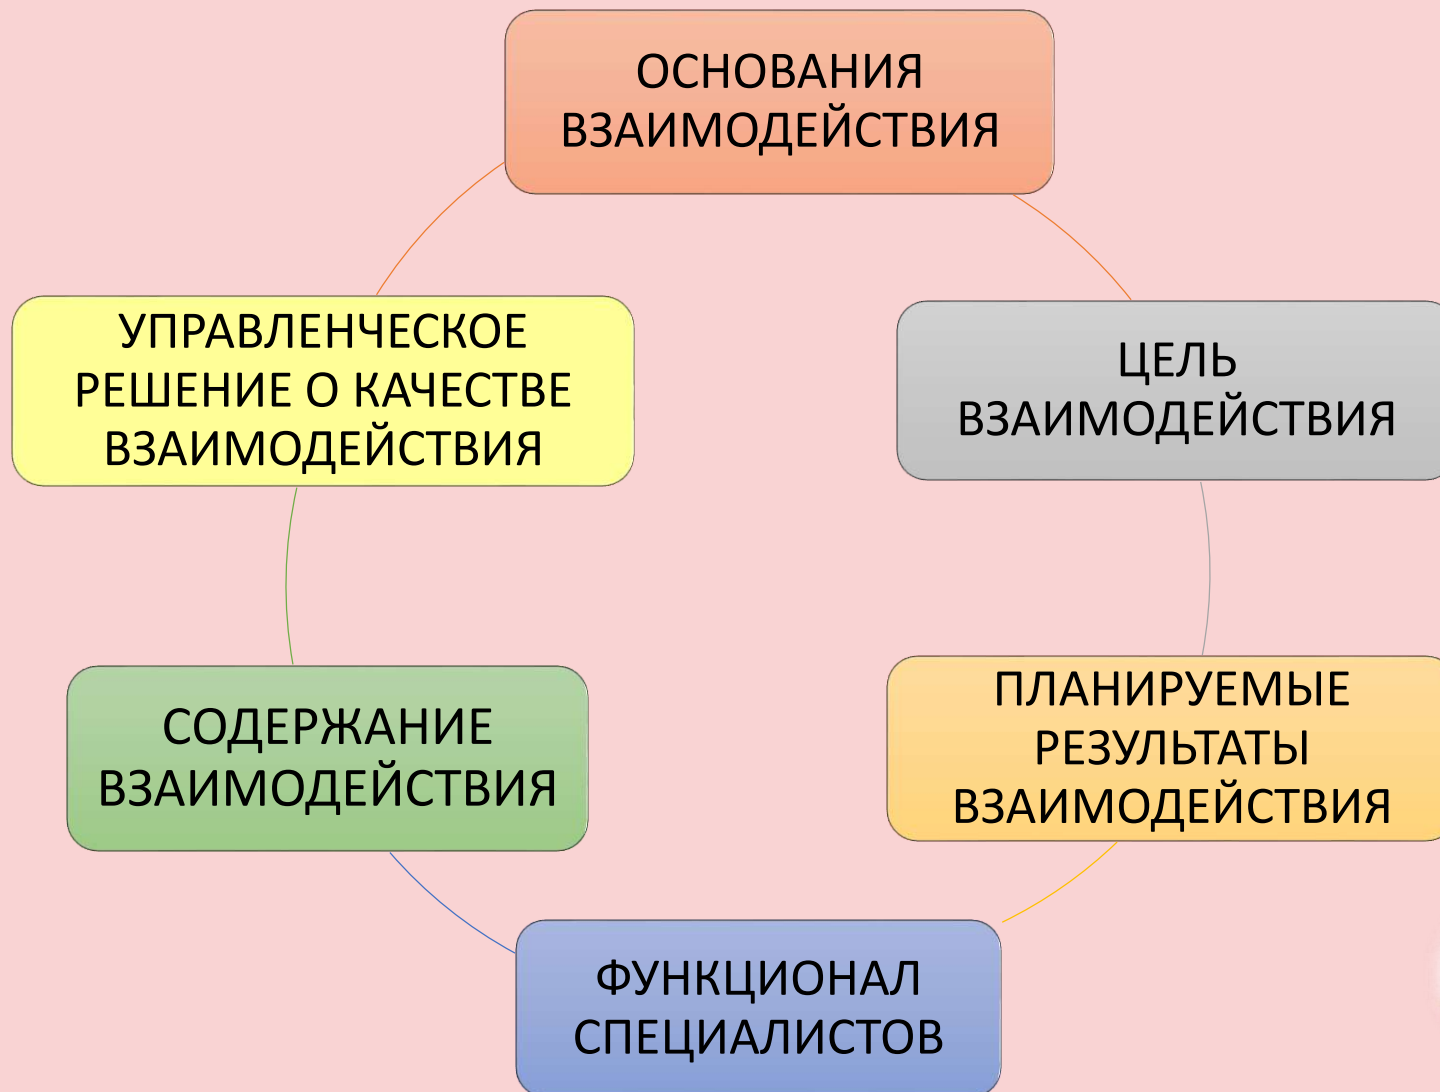 ОСНОВАНИЯ
ВЗАИМОДЕЙСТВИЯ
ЦЕЛЬ
ВЗАИМОДЕЙСТВИЯ
ПЛАНИРУЕМЫЕ
РЕЗУЛЬТАТЫ
ВЗАИМОДЕЙСТВИЯ
ФУНКЦИОНАЛ
СПЕЦИАЛИСТОВ
СОДЕРЖАНИЕ
ВЗАИМОДЕЙСТВИЯ
УПРАВЛЕНЧЕСКОЕ
РЕШЕНИЕ О КАЧЕСТВЕ
ВЗАИМОДЕЙСТВИЯ